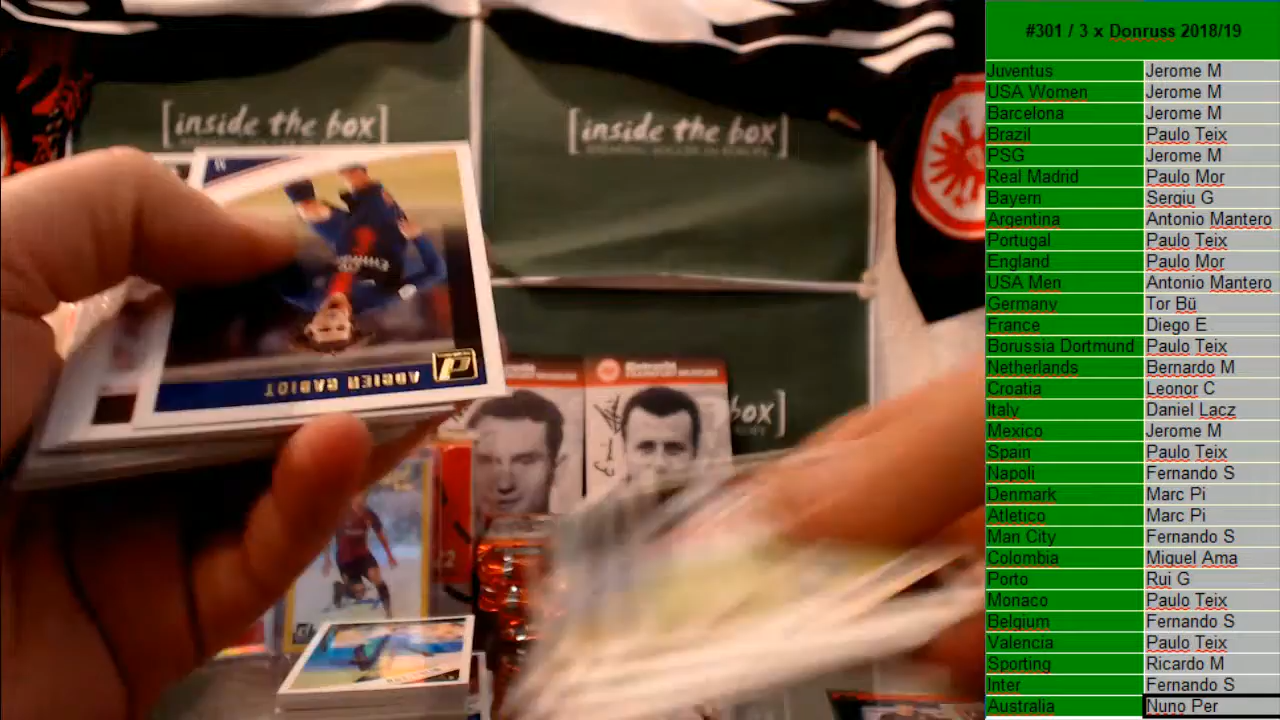 #301 / 3 x Donruss 2018/19
Juventus Jerome M
USA Women Jerome M
Barcelona Jerome M
Brazil Paulo Teix
PSG Jerome M
Real Madrid Paulo Mor
Bayern Sergiu G
Argentina Antonio Mantero
Portugal Paulo Teix
England Paulo Mor
USA Men Antonio Mantero
Germany Tor Bü
France Diego E
Borussia Dortmund Paulo Teix
Netherlands Bernardo M
Croatia Leonor C
Italy Daniel Lacz
Mexico Jerome M
Spain Paulo Teix
Napoli Fernando S
Denmark Marc Pi
Atletico Marc Pi
Man City Fernando S
Colombia Miguel Ama
Porto Rui G
Monaco Paulo Teix
Belgium Fernando S
Valencia Paulo Teix
Sporting Ricardo M
Inter Fernando S
Australia Nuno Per
[inside the box]
[inside the box]
box]
ADRIEN RABIOT